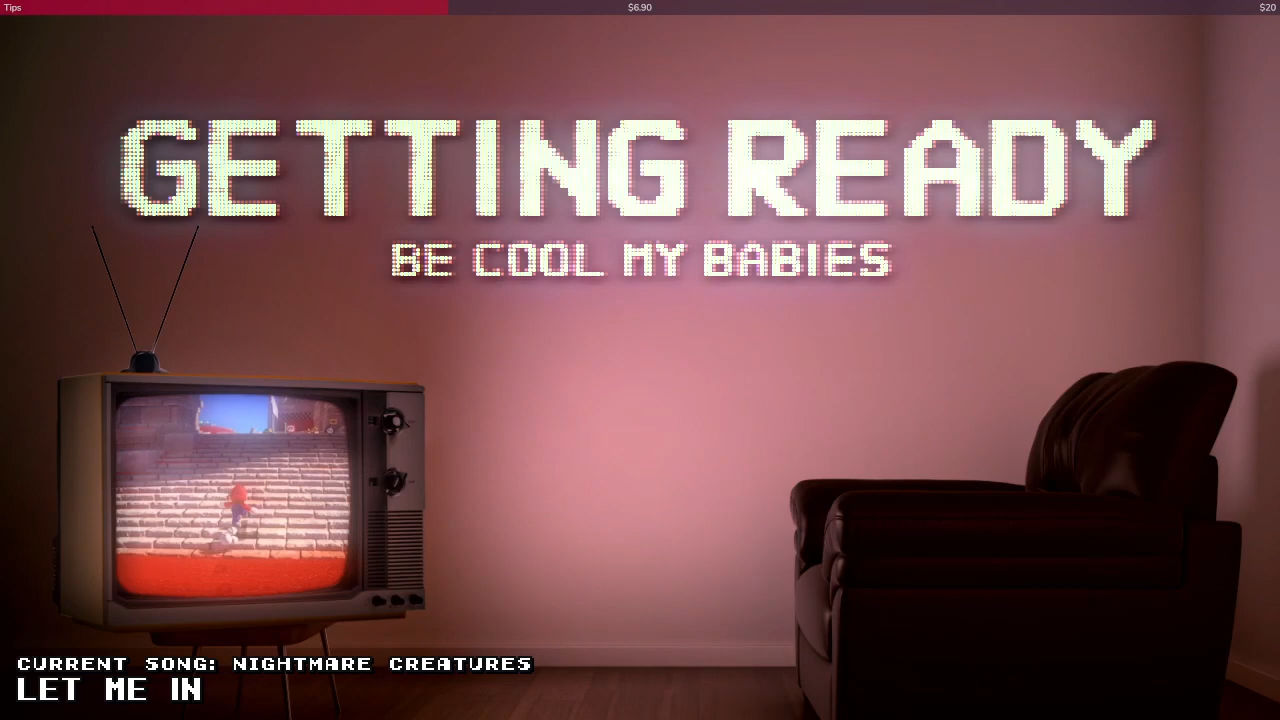 Tips $6.90 $20
GETTING READY
BE COOL MY BABIES
CURRENT SONG: NIGHTMARE CREATURES
LET ME IN